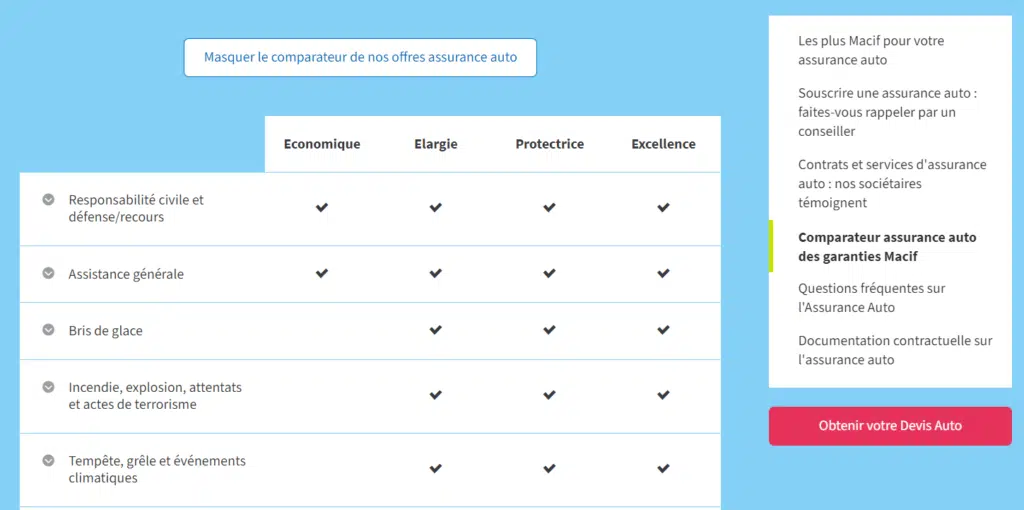 Masquer le comparateur de nos offres assurance auto
Economique Elargie Protectrice Excellence
Responsabilité civile et
défense/recours
Assistance générale
Bris de glace
Incendie, explosion, attentats
et actes de terrorisme
Tempête, grêle et événements
climatiques
Les plus Macif pour votre
assurance auto
Souscrire une assurance auto :
faites-vous rappeler par un
conseiller
Contrats et services d'assurance
auto : nos sociétaires
témoignent
Comparateur assurance auto
des garanties Macif
Questions fréquentes sur
l'Assurance Auto
Documentation contractuelle sur
l'assurance auto
Obtenir votre Devis Auto